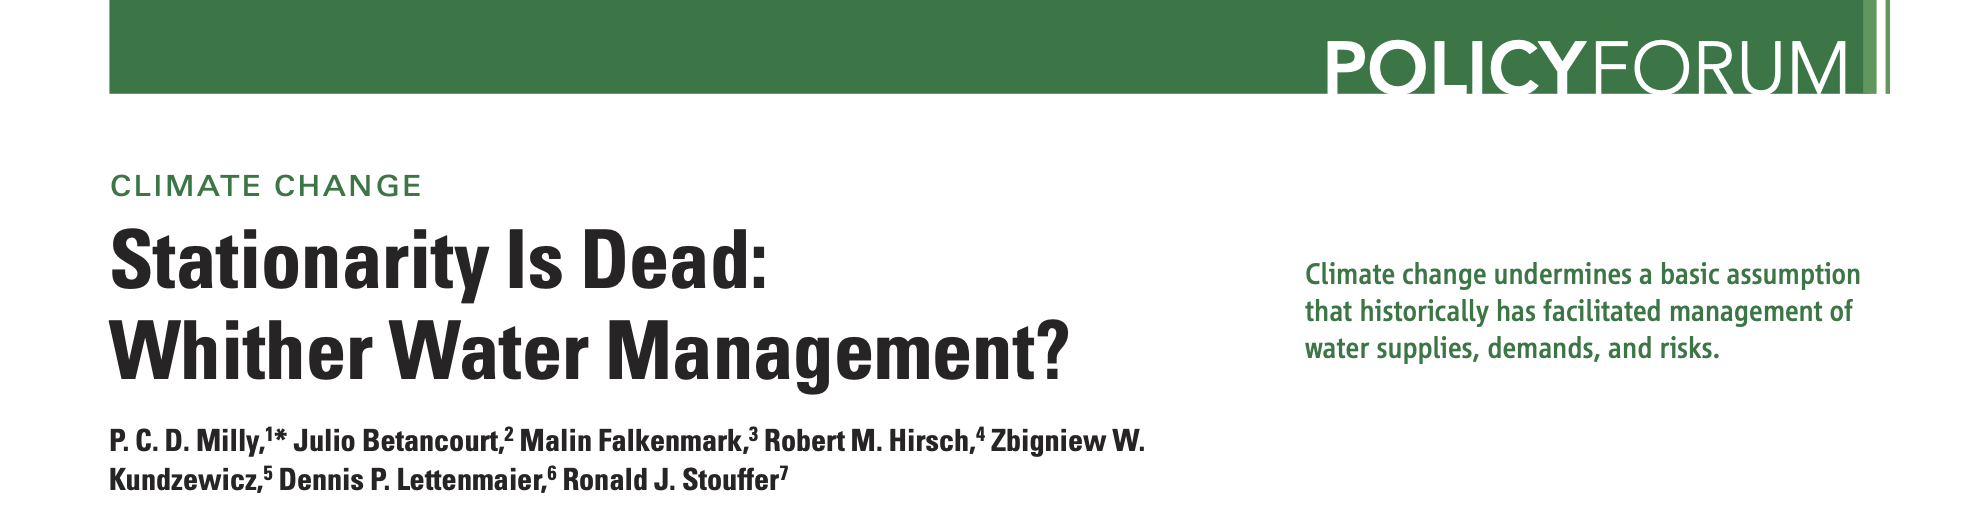 POLICYFORUM
CLIMATE CHANGE
Stationarity Is Dead:
Whither Water Management?
Climate change undermines a basic assumption
that historically has facilitated management of
water supplies, demands, and risks.
P. C. D. Milly,¹* Julio Betancourt,² Malin Falkenmark,³ Robert M. Hirsch,⁴ Zbigniew W.
Kundzewicz,⁵ Dennis P. Lettenmaier,⁶ Ronald J. Stouffer⁷